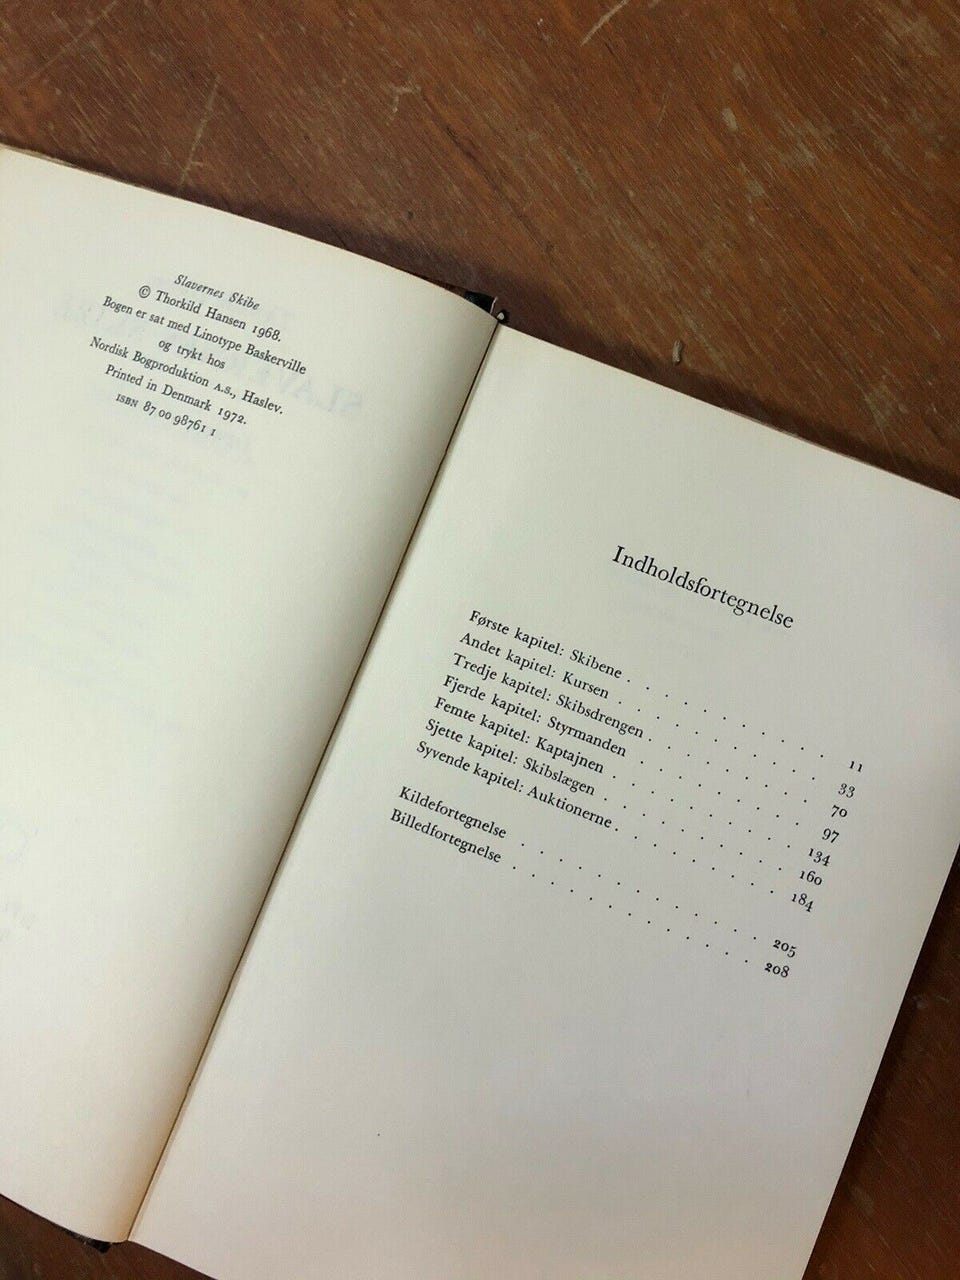 Slavernes Skibe
© Thorkild Hansen 1968.
Bogen er sat med Linotype Baskerville
og trykt hos
Nordisk Bogproduktion A.S., Haslev.
Printed in Denmark 1972.
ISBN 87 00 98761 1
Indholdsfortegnelse
Første kapitel: Skibene . . . . . . . . . . . 11
Andet kapitel: Kursen . . . . . . . . . . . 33
Tredje kapitel: Skibsdrengen . . . . . . . . . 70
Fjerde kapitel: Styrmanden . . . . . . . . . 97
Femte kapitel: Kaptajnen . . . . . . . . . . 134
Sjette kapitel: Skibslægen . . . . . . . . . . 160
Syvende kapitel: Auktionerne . . . . . . . . . 184
Kildefortegnelse . . . . . . . . . . . . . 205
Billedfortegnelse . . . . . . . . . . . . . 208